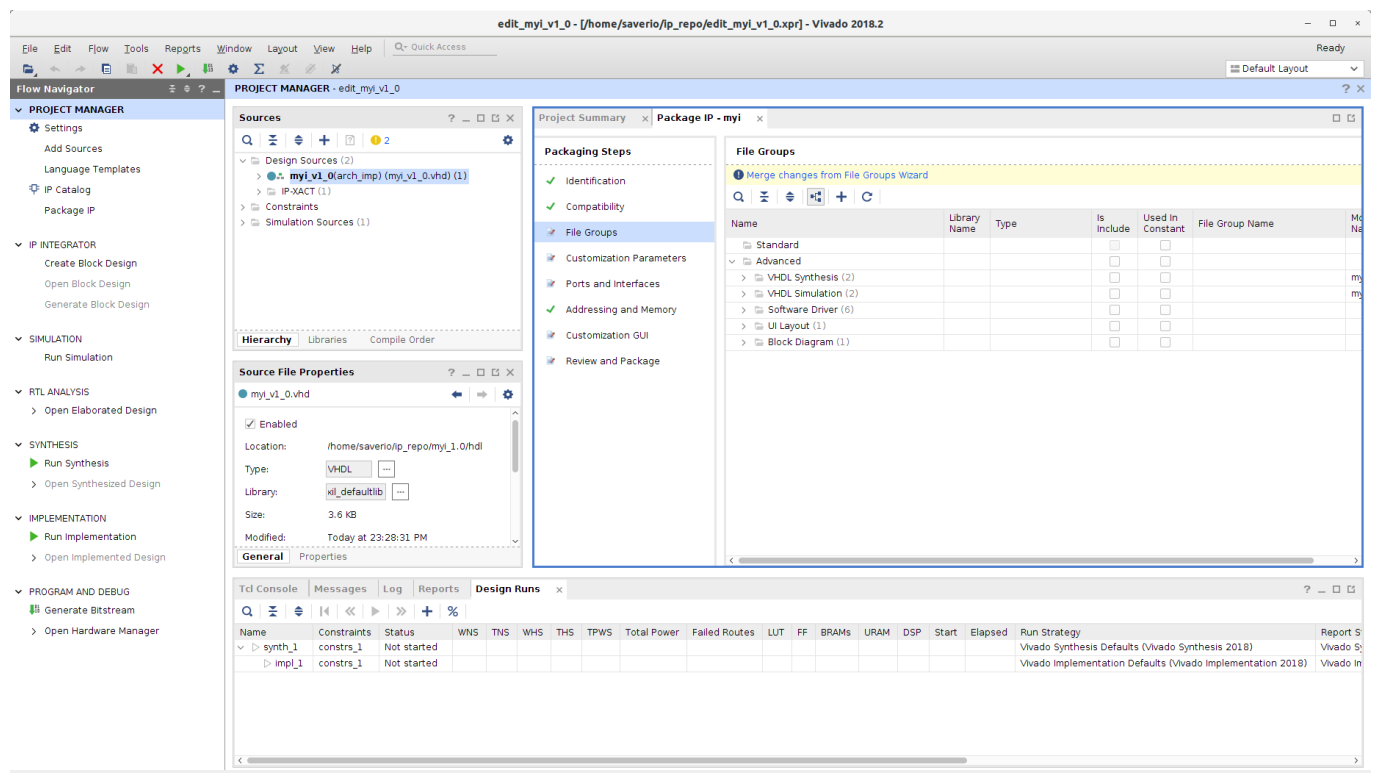 edit_myi_v1_0 - [/home/saverio/ip_repo/edit_myi_v1_0.xpr] - Vivado 2018.2
File Edit Flow Tools Reports Window Layout View Help Quick Access Ready
Default Layout
Flow Navigator
PROJECT MANAGER
Settings
Add Sources
Language Templates
IP Catalog
Package IP
IP INTEGRATOR
Create Block Design
Open Block Design
Generate Block Design
SIMULATION
Run Simulation
RTL ANALYSIS
Open Elaborated Design
SYNTHESIS
Run Synthesis
Open Synthesized Design
IMPLEMENTATION
Run Implementation
Open Implemented Design
PROGRAM AND DEBUG
Generate Bitstream
Open Hardware Manager
PROJECT MANAGER - edit_myi_v1_0
Sources
2
Design Sources (2)
myi_v1_0(arch_imp) (myi_v1_0.vhd) (1)
IP-XACT (1)
Constraints
Simulation Sources (1)
Hierarchy Libraries Compile Order
Source File Properties
myi_v1_0.vhd
Enabled
Location: /home/saverio/ip_repo/myi_1.0/hdl
Type: VHDL
Library: xil_defaultlib
Size: 3.6 KB
Modified: Today at 23:28:31 PM
General Properties
Project Summary Package IP - myi
Packaging Steps
Identification
Compatibility
File Groups
Customization Parameters
Ports and Interfaces
Addressing and Memory
Customization GUI
Review and Package
File Groups
Merge changes from File Groups Wizard
Name Library Name Type Is Include Used In Constant File Group Name
Standard
Advanced
VHDL Synthesis (2)
VHDL Simulation (2)
Software Driver (6)
UI Layout (1)
Block Diagram (1)
Tcl Console Messages Log Reports Design Runs
Name Constraints Status WNS TNS WHS THS TPWS Total Power Failed Routes LUT FF BRAMs URAM DSP Start Elapsed Run Strategy Report
synth_1 constrs_1 Not started Vivado Synthesis Defaults (Vivado Synthesis 2018) Vivado
impl_1 constrs_1 Not started Vivado Implementation Defaults (Vivado Implementation 2018) Vivado